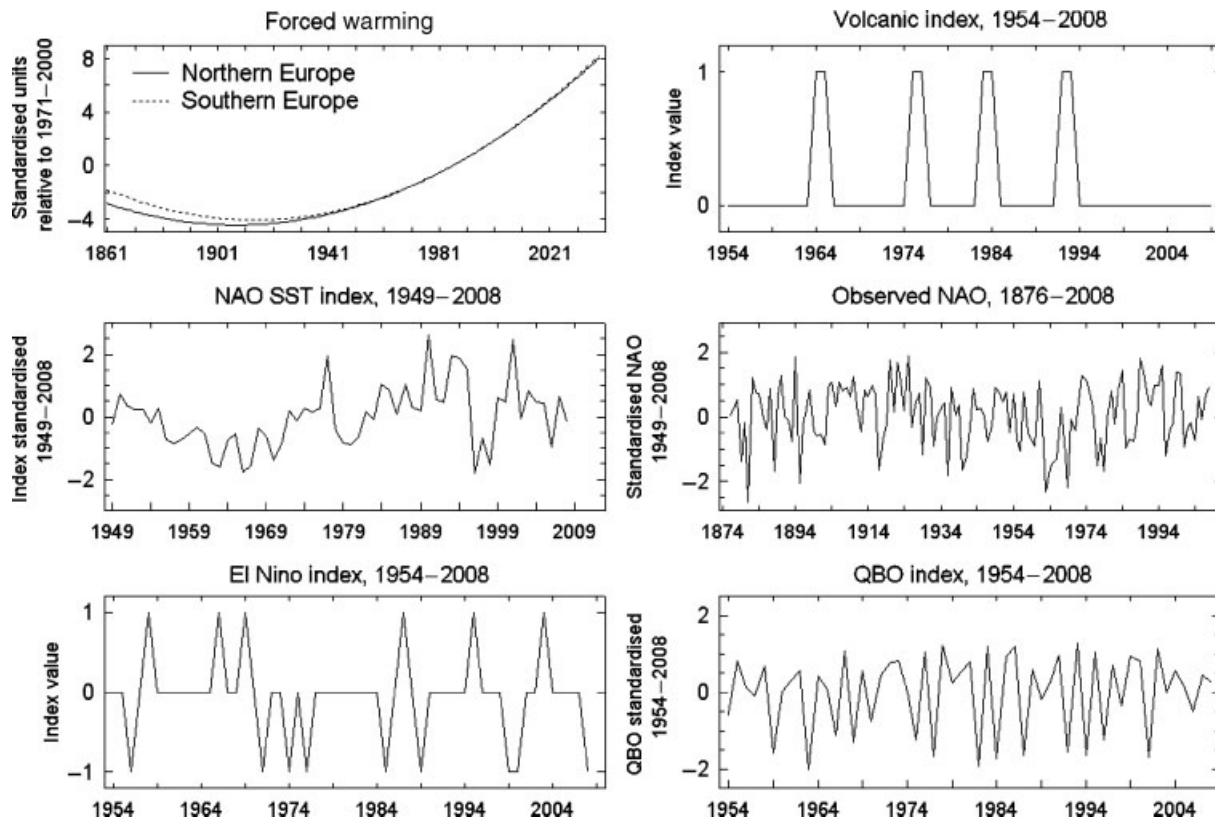 Forced warming
Standardised units
relative to 1971–2000
8
4
0
–4
Northern Europe
Southern Europe
1861 1901 1941 1981 2021
Volcanic index, 1954–2008
Index value
1
0
1954 1964 1974 1984 1994 2004
NAO SST index, 1949–2008
Index standardised
1949–2008
2
0
–2
1949 1959 1969 1979 1989 1999 2009
Observed NAO, 1876–2008
Standardised NAO
1949–2008
2
0
–2
1874 1894 1914 1934 1954 1974 1994
El Nino index, 1954–2008
Index value
1
0
–1
1954 1964 1974 1984 1994 2004
QBO index, 1954–2008
QBO standardised
1954–2008
2
0
–2
1954 1964 1974 1984 1994 2004